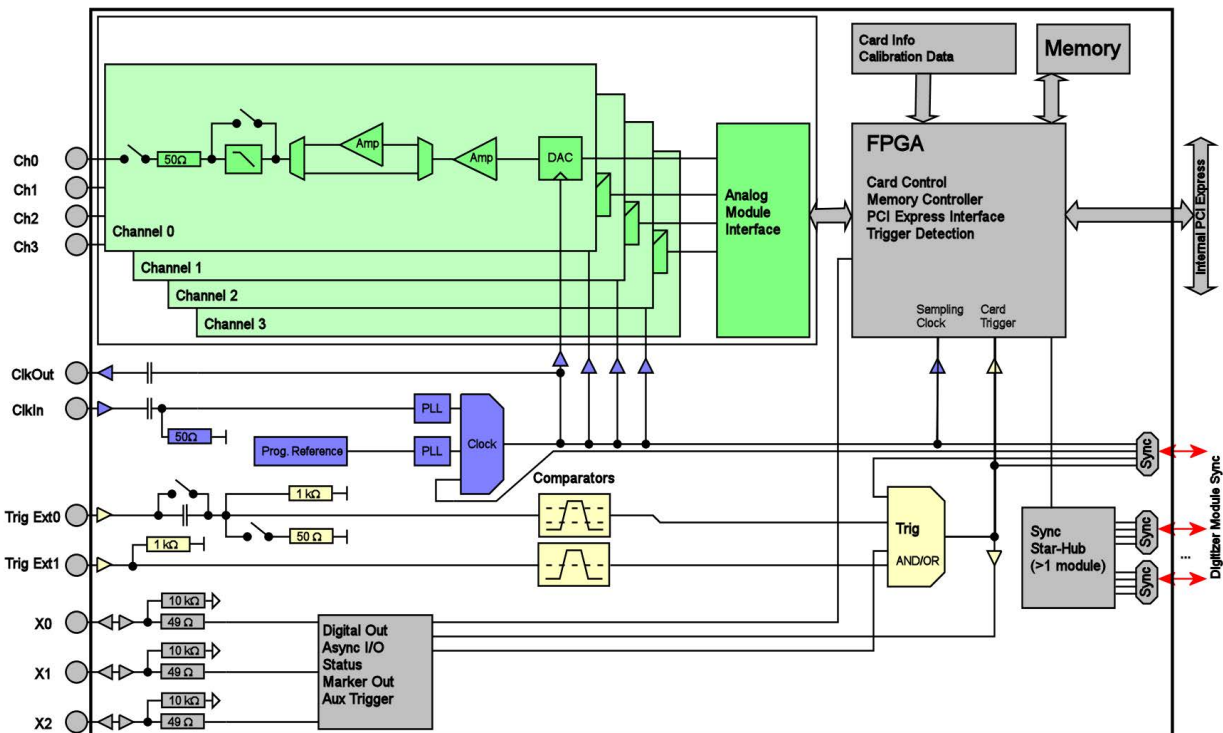 Card Info
Calibration Data
Memory
FPGA
Card Control
Memory Controller
PCI Express Interface
Trigger Detection
Sampling
Clock
Card
Trigger
Internal PCI Express
Ch0
Ch1
Ch2
Ch3
50Ω
Amp
Amp
DAC
Channel 0
Channel 1
Channel 2
Channel 3
Analog
Module
Interface
ClkOut
ClkIn
50Ω
Prog. Reference
PLL
PLL
Clock
Sync
Comparators
Trig Ext0
Trig Ext1
1 kΩ
50 Ω
1 kΩ
Trig
AND/OR
Sync
Star-Hub
(>1 module)
Sync
Sync
...
Digitizer Module Sync
X0
X1
X2
10 kΩ
49 Ω
10 kΩ
49 Ω
10 kΩ
49 Ω
Digital Out
Async I/O
Status
Marker Out
Aux Trigger